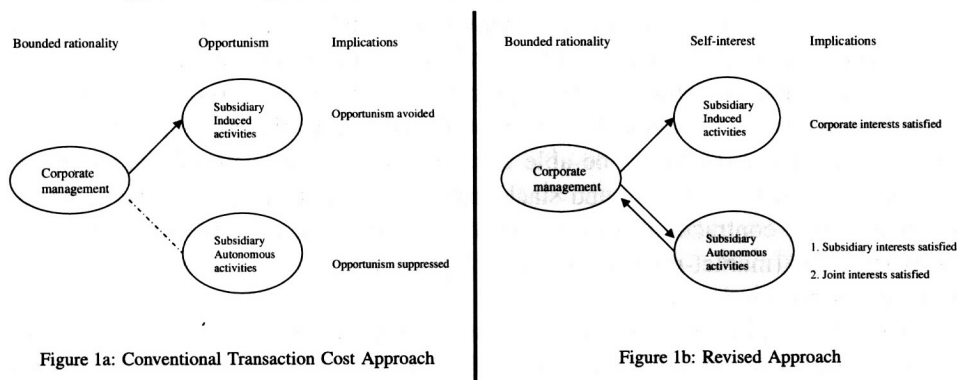 Bounded rationality Opportunism Implications
Subsidiary
Induced
activities
Opportunism avoided
Corporate
management
Subsidiary
Autonomous
activities
Opportunism suppressed
Figure 1a: Conventional Transaction Cost Approach
Bounded rationality Self-interest Implications
Subsidiary
Induced
activities
Corporate interests satisfied
Corporate
management
Subsidiary
Autonomous
activities
1. Subsidiary interests satisfied
2. Joint interests satisfied
Figure 1b: Revised Approach